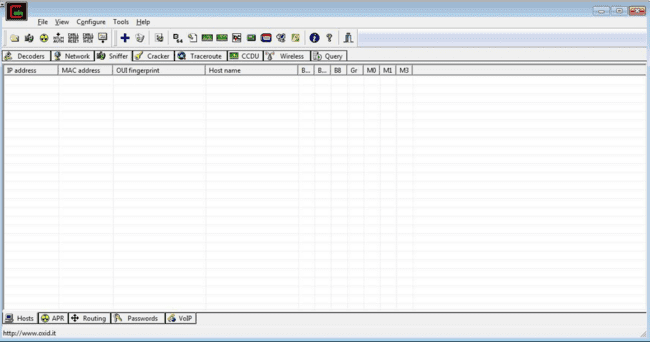 File View Configure Tools Help
Decoders Network Sniffer Cracker Traceroute CCDU Wireless Query
IP address MAC address OUI fingerprint Host name B... B... B8 Gr M0 M1 M3
Hosts APR Routing Passwords VoIP
http://www.oxid.it